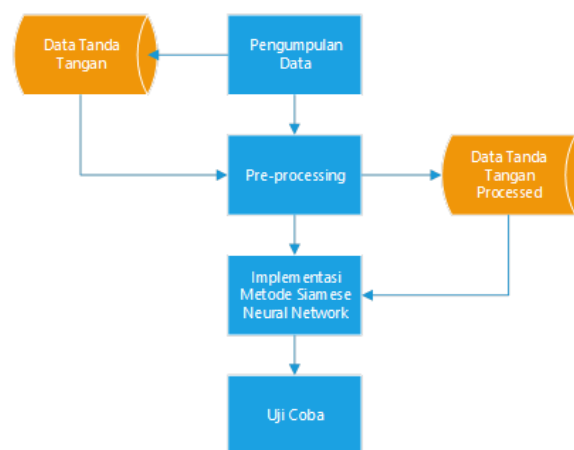 Data Tanda
Tangan
Pengumpulan
Data
Pre-processing
Data Tanda
Tangan
Processed
Implementasi
Metode Siamese
Neural Network
Uji Coba